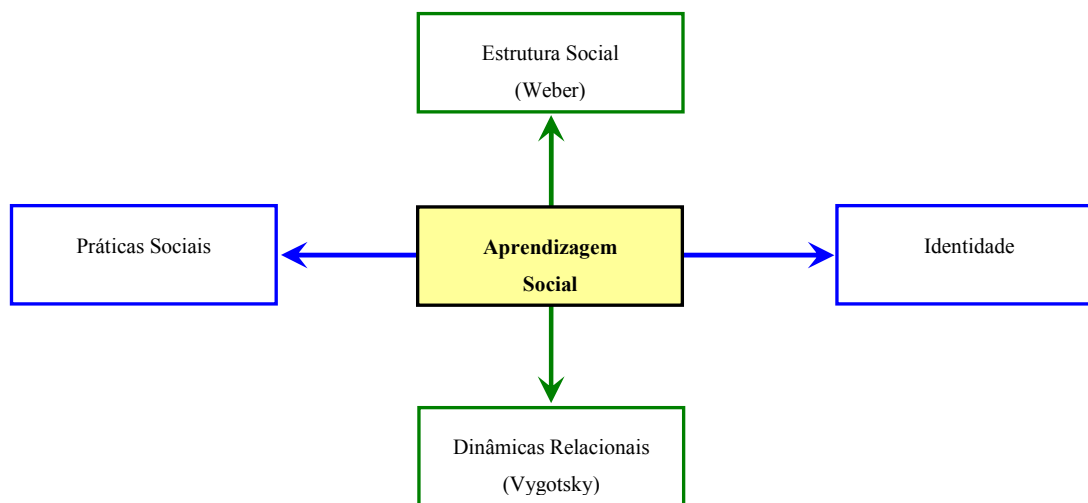 Estrutura Social
(Weber)
Práticas Sociais
Aprendizagem
Social
Identidade
Dinâmicas Relacionais
(Vygotsky)